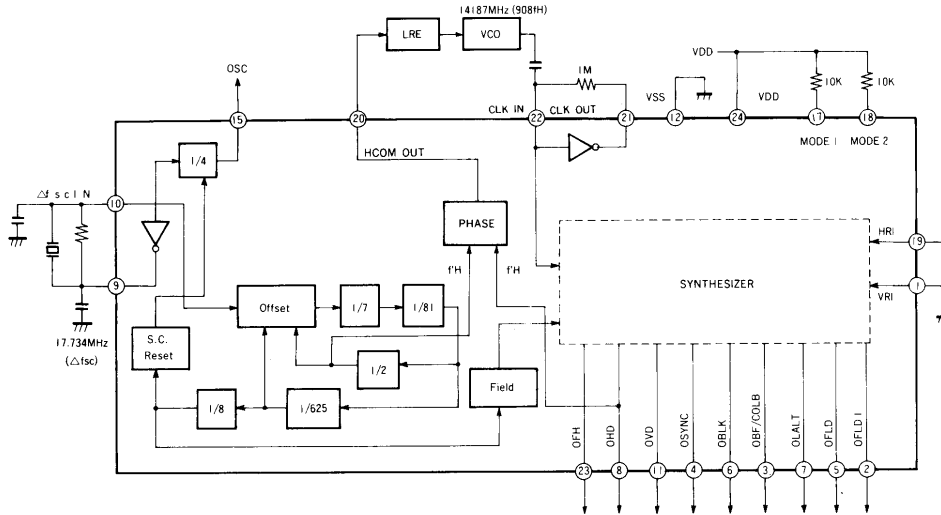 14187MHz (908fH)
LRE
VCO
VDD
OSC
1M
10K
10K
VSS
VDD
CLK IN
CLK OUT
15
20
22
21
12
24
17
18
HCOM OUT
MODE 1
MODE 2
1/4
Δf s c I N
10
PHASE
HRI
19
f'H
f'H
SYNTHESIZER
9
VRI
1
Offset
1/7
1/81
17.734MHz
(Δfsc)
S.C.
Reset
1/2
Field
1/8
1/625
OFH
OHD
OVD
OSYNC
OBLK
OBF/COLB
OLALT
OFLD
OFLD 1
23
8
11
4
6
3
7
5
2